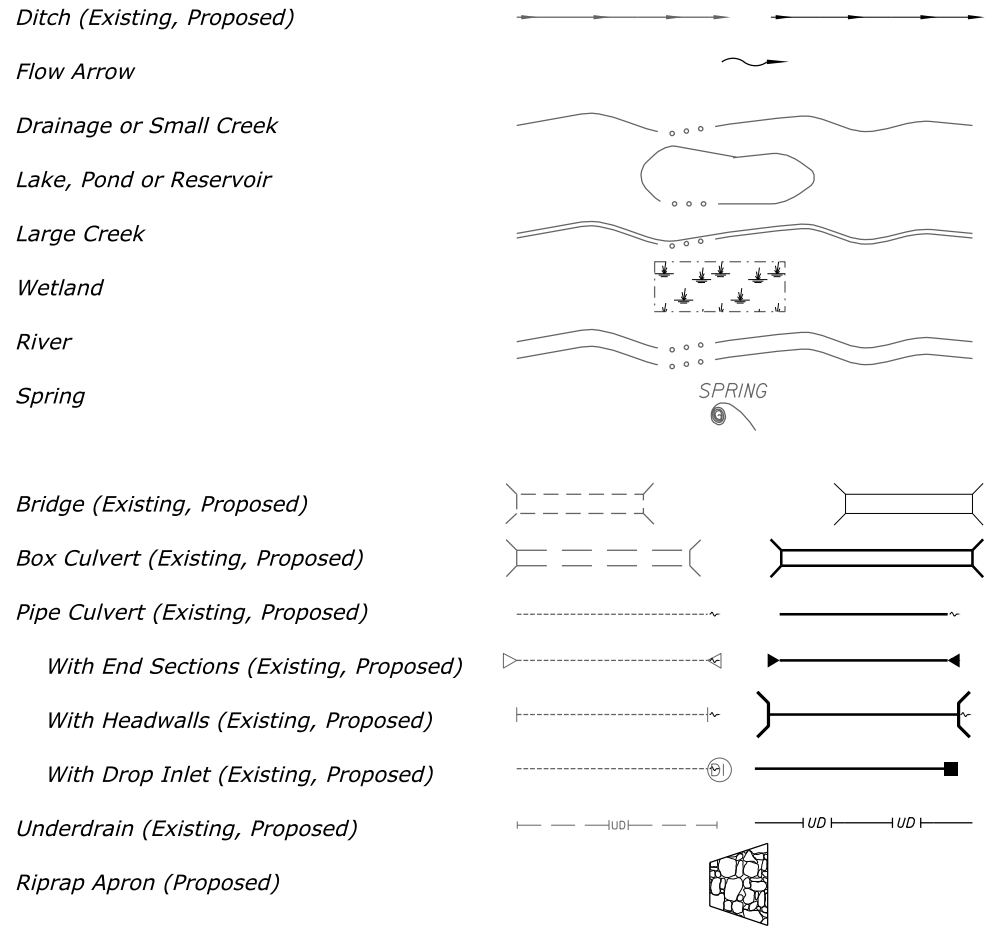 Ditch (Existing, Proposed)
Flow Arrow
Drainage or Small Creek
Lake, Pond or Reservoir
Large Creek
Wetland
River
Spring
SPRING
Bridge (Existing, Proposed)
Box Culvert (Existing, Proposed)
Pipe Culvert (Existing, Proposed)
With End Sections (Existing, Proposed)
With Headwalls (Existing, Proposed)
With Drop Inlet (Existing, Proposed)
DI
Underdrain (Existing, Proposed)
UD UD UD
Riprap Apron (Proposed)